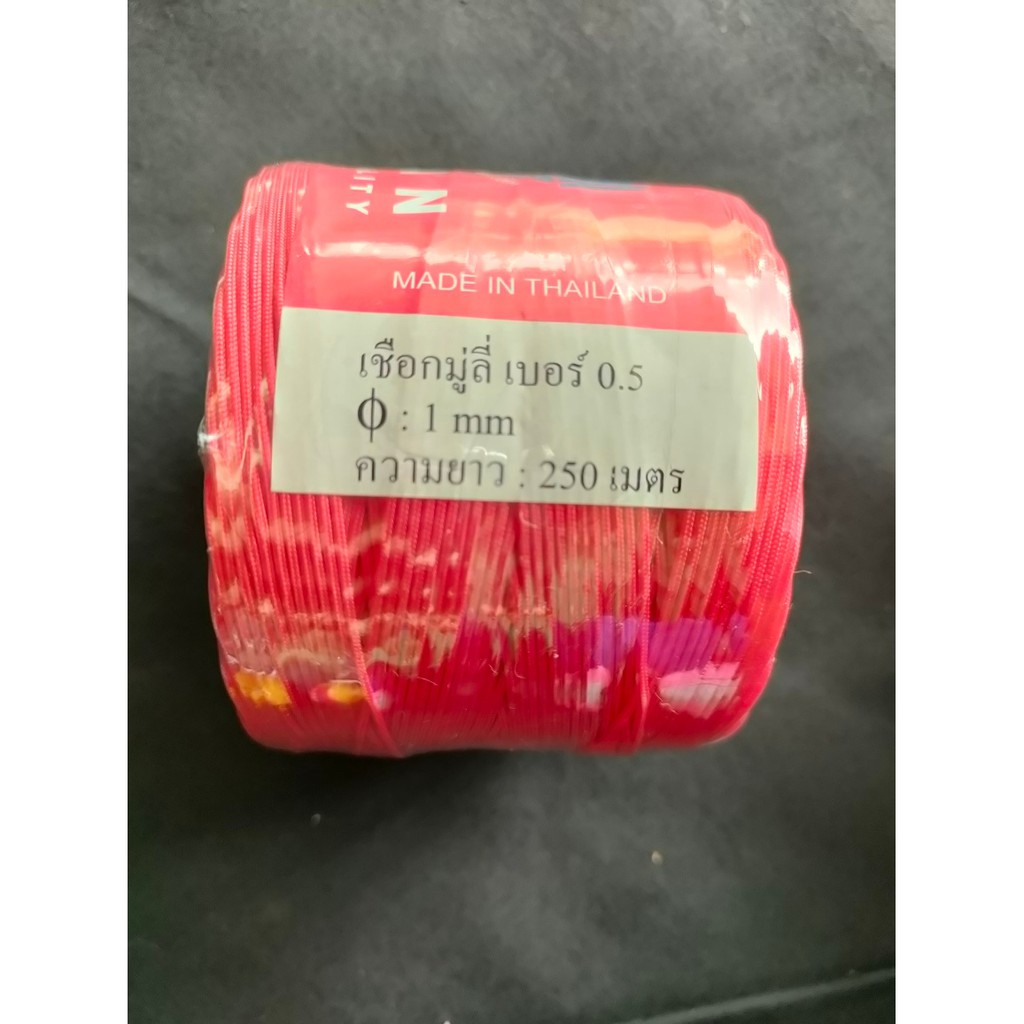 N
ITY
MADE IN THAILAND
เชือกมู่ลี่ เบอร์ 0.5
ϕ : 1 mm
ความยาว : 250 เมตร